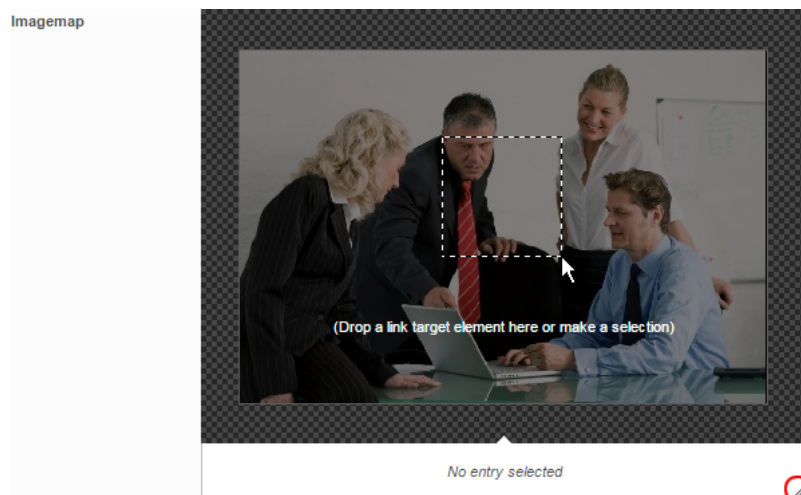 Imagemap
(Drop a link target element here or make a selection)
No entry selected